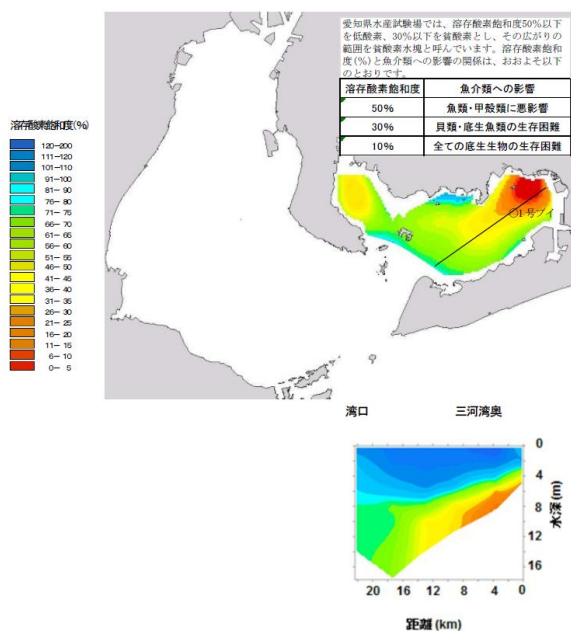 愛知県水産試験場では、溶存酸素飽和度50%以下
を低酸素、30%以下を貧酸素とし、その広がりの
範囲を貧酸素水塊と呼んでいます。溶存酸素飽和
度(%)と魚介類への影響の関係は、おおよそ以下
のとおりです。
溶存酸素飽和度 魚介類への影響
50% 魚類・甲殻類に悪影響
30% 貝類・底生魚類の生存困難
10% 全ての底生生物の生存困難
溶存酸素飽和度(%)
120-200
111-120
101-110
91-100
81-90
76-80
71-75
66-70
61-65
56-60
51-55
46-50
41-45
36-40
31-35
26-30
21-25
16-20
11-15
6-10
0-5
○1号ブイ
湾口 三河湾奥
0
4
8
12
16
水深(m)
20 16 12 8 4 0
距離(km)